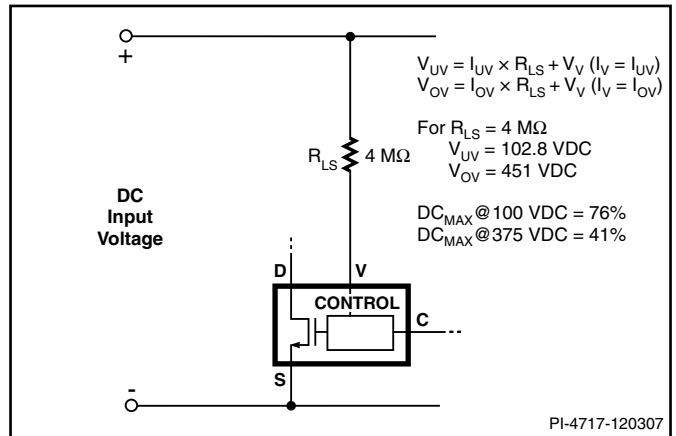 +
V_UV = I_UV × R_LS + V_V (I_V = I_UV)
V_OV = I_OV × R_LS + V_V (I_V = I_OV)
For R_LS = 4 MΩ
V_UV = 102.8 VDC
V_OV = 451 VDC
DC_MAX@100 VDC = 76%
DC_MAX@375 VDC = 41%
R_LS 4 MΩ
DC
Input
Voltage
D V
CONTROL
C
S
-
PI-4717-120307